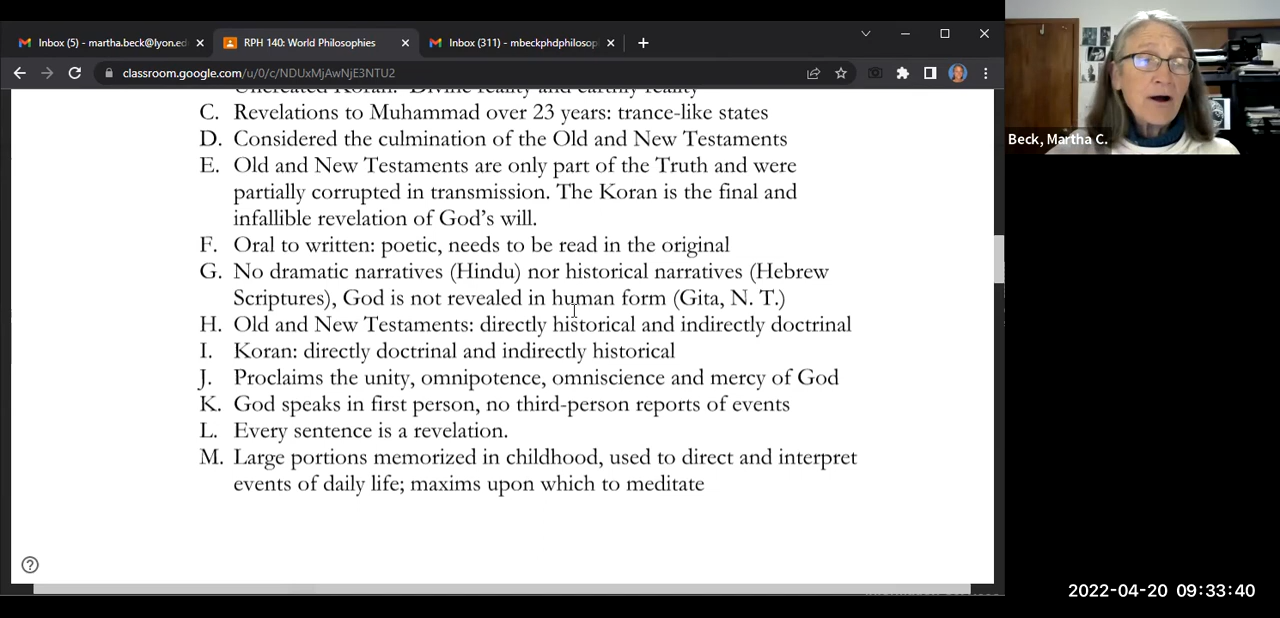 Inbox (5) - martha.beck@lyon.ed
RPH 140: World Philosophies
Inbox (311) - mbeckphdphilosop
classroom.google.com/u/0/c/NDUxMjAwNjE3NTU2
Uncreated Koran: Divine reality and earthly reality
C. Revelations to Muhammad over 23 years: trance-like states
D. Considered the culmination of the Old and New Testaments
E. Old and New Testaments are only part of the Truth and were
partially corrupted in transmission. The Koran is the final and
infallible revelation of God's will.
F. Oral to written: poetic, needs to be read in the original
G. No dramatic narratives (Hindu) nor historical narratives (Hebrew
Scriptures), God is not revealed in human form (Gita, N. T.)
H. Old and New Testaments: directly historical and indirectly doctrinal
I. Koran: directly doctrinal and indirectly historical
J. Proclaims the unity, omnipotence, omniscience and mercy of God
K. God speaks in first person, no third-person reports of events
L. Every sentence is a revelation.
M. Large portions memorized in childhood, used to direct and interpret
events of daily life; maxims upon which to meditate
Beck, Martha C.
2022-04-20 09:33:40